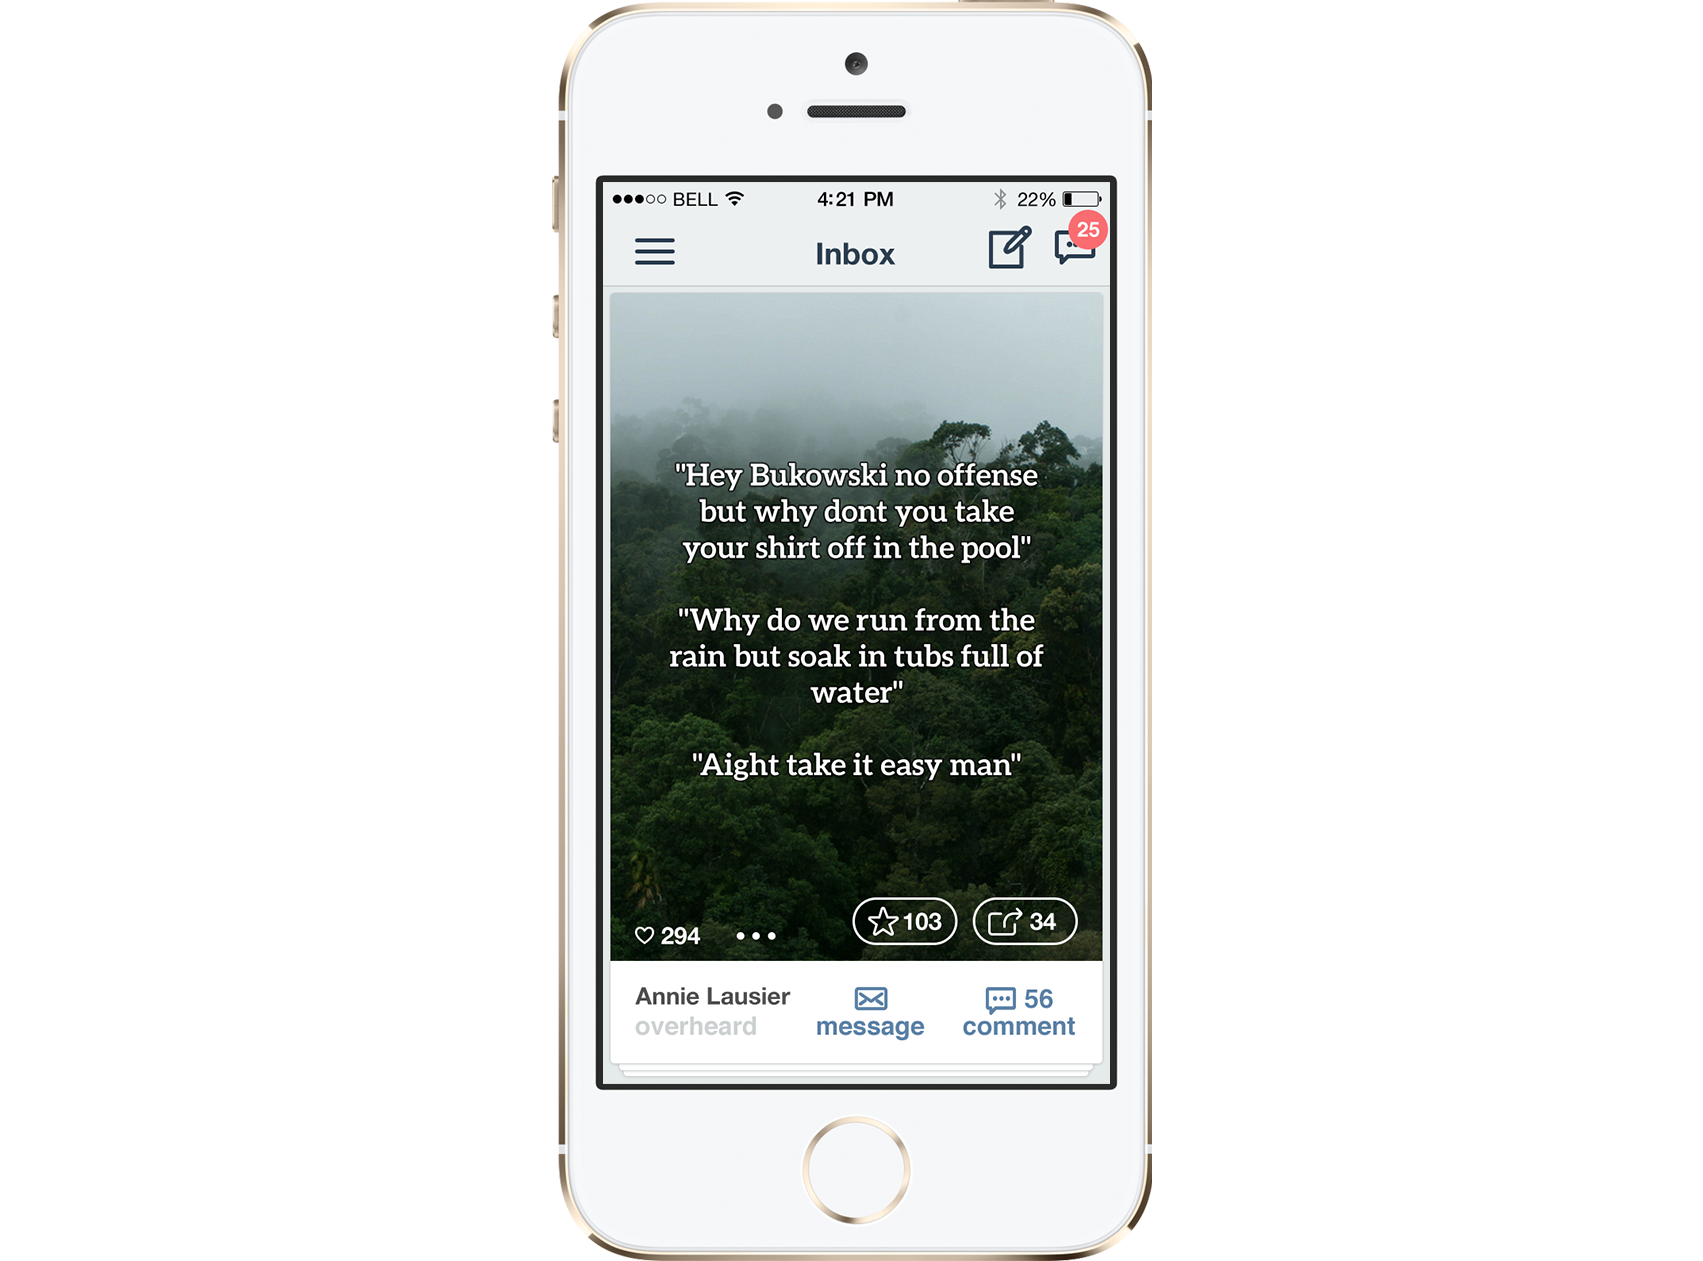 BELL 4:21 PM 22%
Inbox 25
"Hey Bukowski no offense
but why dont you take
your shirt off in the pool"
"Why do we run from the
rain but soak in tubs full of
water"
"Aight take it easy man"
294 103 34
Annie Lausier 56
overheard message comment